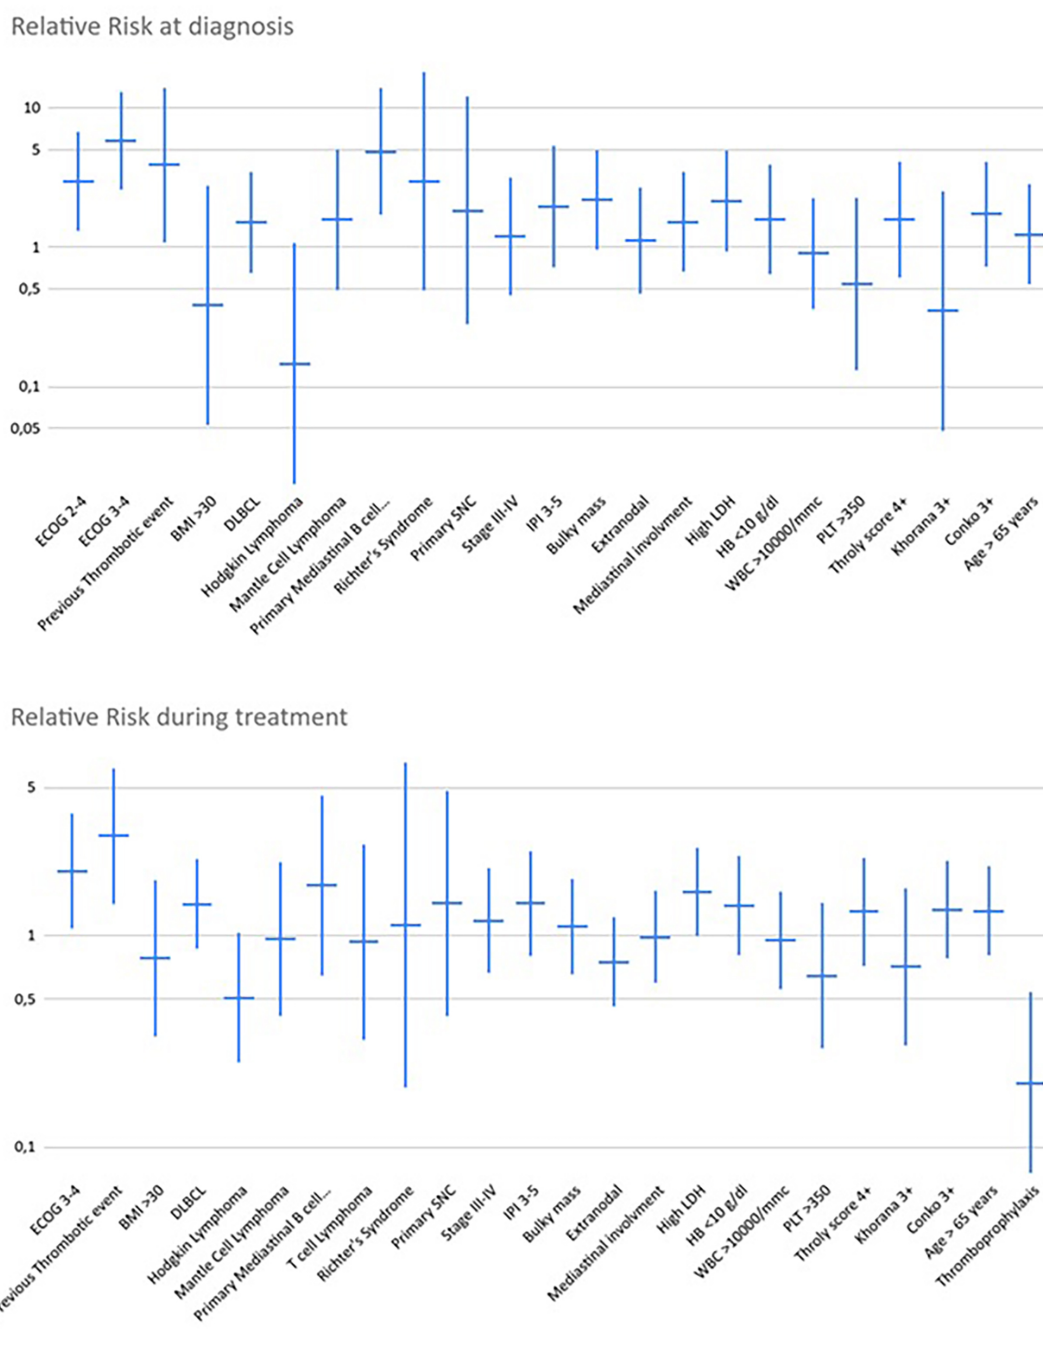 Relative Risk at diagnosis
10
5
1
0,5
0,1
0,05
ECOG 2-4
ECOG 3-4
Previous Thrombotic event
BMI >30
DLBCL
Hodgkin Lymphoma
Mantle Cell Lymphoma
Primary Mediastinal B cell...
Richter's Syndrome
Primary SNC
Stage III-IV
IPI 3-5
Bulky mass
Extranodal
Mediastinal involvment
High LDH
HB <10 g/dl
WBC >10000/mmc
PLT >350
Throly score 4+
Khorana 3+
Conko 3+
Age > 65 years
Relative Risk during treatment
5
1
0,5
0,1
ECOG 3-4
revious Thrombotic event
BMI >30
DLBCL
Hodgkin Lymphoma
Mantle Cell Lymphoma
Primary Mediastinal B cell...
T cell Lymphoma
Richter's Syndrome
Primary SNC
Stage III-IV
IPI 3-5
Bulky mass
Extranodal
Mediastinal involvment
High LDH
HB <10 g/dl
WBC >10000/mmc
PLT >350
Throly score 4+
Khorana 3+
Conko 3+
Age > 65 years
Thromboprophylaxis